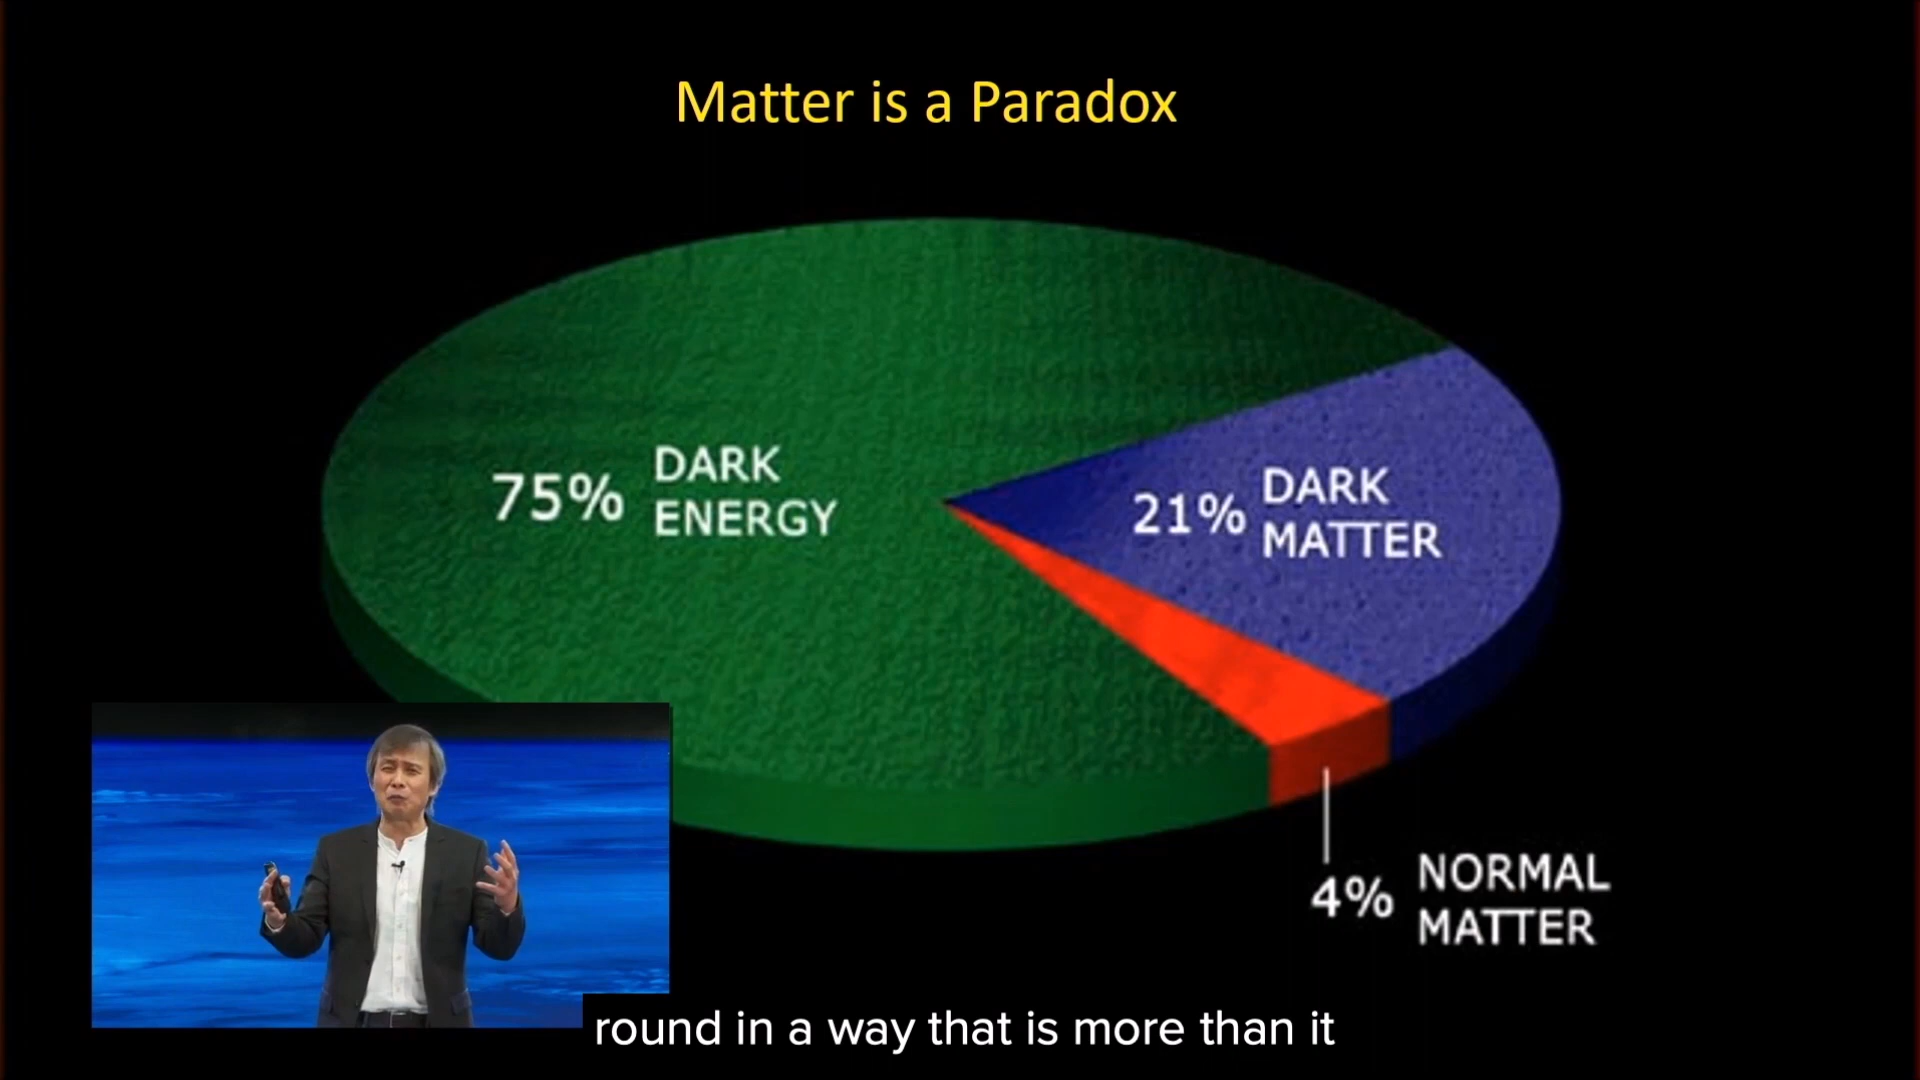 Matter is a Paradox
75% DARK
ENERGY
21% DARK
MATTER
4% NORMAL
MATTER
round in a way that is more than it